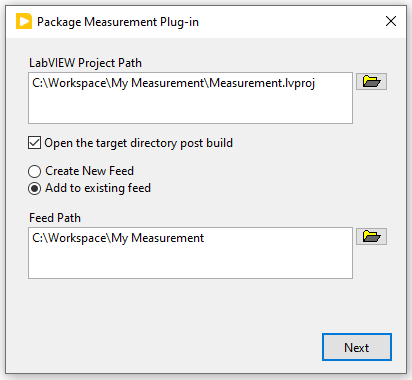 Package Measurement Plug-in
LabVIEW Project Path
C:\Workspace\My Measurement\Measurement.lvproj
Open the target directory post build
Create New Feed
Add to existing feed
Feed Path
C:\Workspace\My Measurement
Next